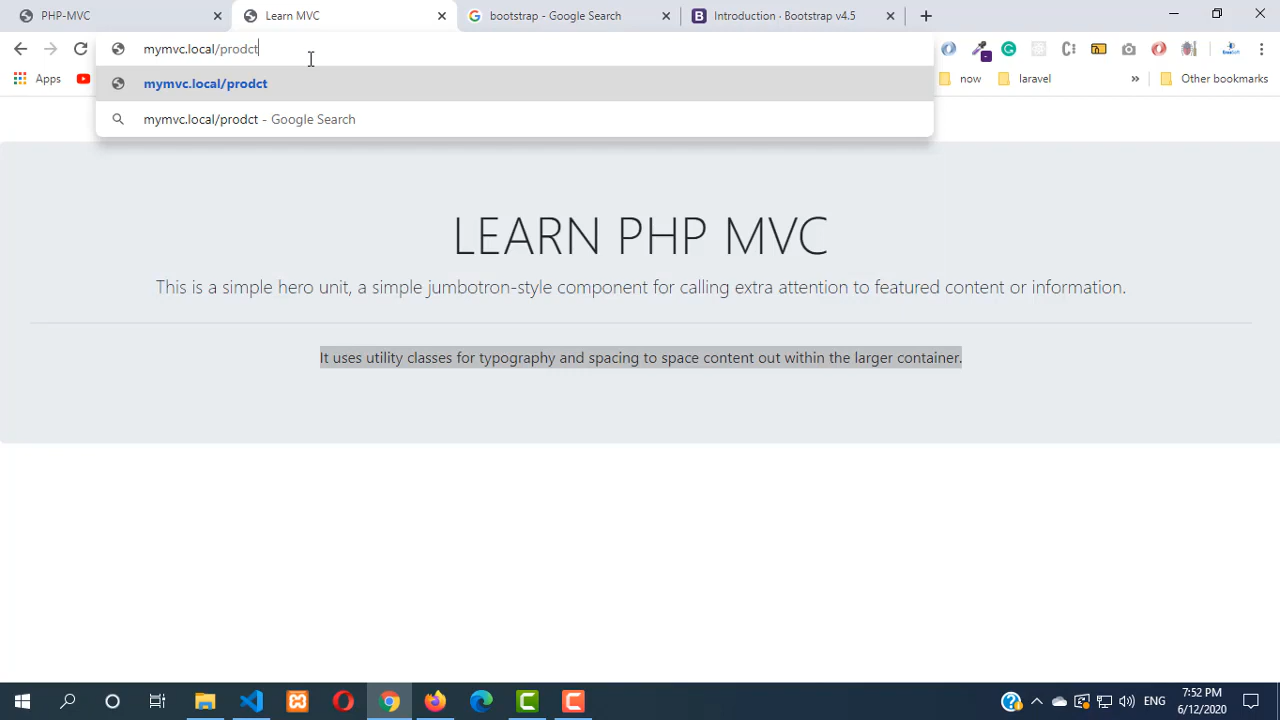 PHP-MVC
Learn MVC
bootstrap - Google Search
Introduction · Bootstrap v4.5
mymvc.local/prodct
Apps
now
laravel
»
Other bookmarks
mymvc.local/prodct
mymvc.local/prodct - Google Search
LEARN PHP MVC
This is a simple hero unit, a simple jumbotron-style component for calling extra attention to featured content or information.
It uses utility classes for typography and spacing to space content out within the larger container.
ENG
7:52 PM
6/12/2020